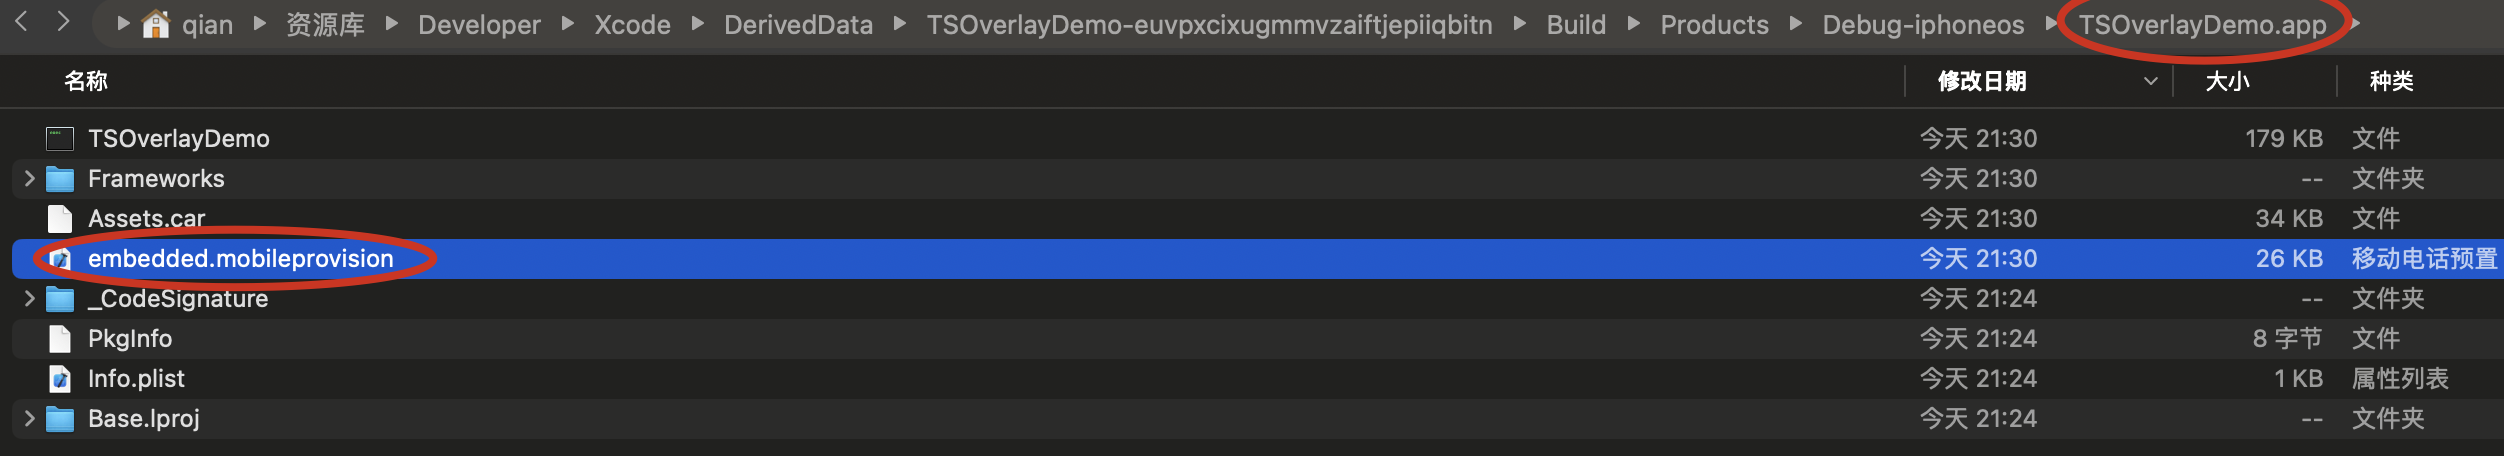 qian 资源库 Developer Xcode DerivedData TSOverlayDemo-euvpxcixugmmvzaiftjepiiqbitn Build Products Debug-iphoneos TSOverlayDemo.app
名称 修改日期 大小 种类
TSOverlayDemo 今天 21:30 179 KB 文件
Frameworks 今天 21:30 -- 文件夹
Assets.car 今天 21:30 34 KB 文件
embedded.mobileprovision 今天 21:30 26 KB 移动电话预置
_CodeSignature 今天 21:24 -- 文件夹
PkgInfo 今天 21:24 8 字节 文件
Info.plist 今天 21:24 1 KB 属性列表
Base.lproj 今天 21:24 -- 文件夹